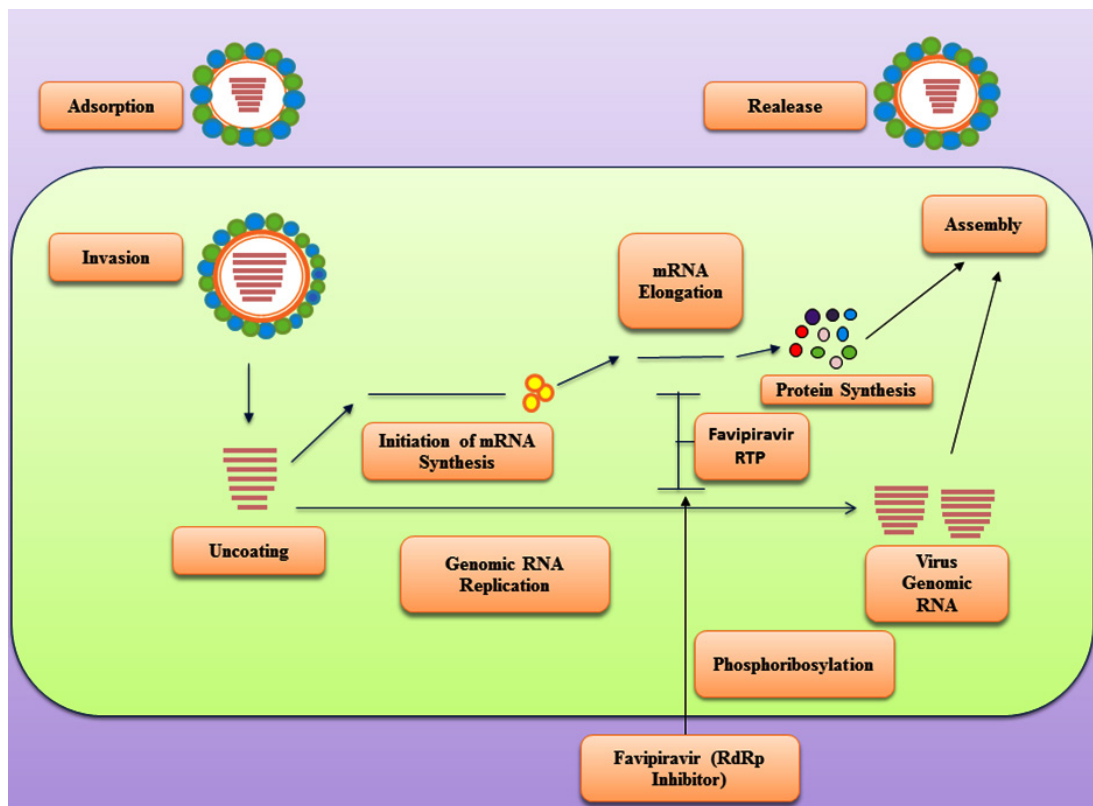 Adsorption
Realease
Invasion
Assembly
mRNA
Elongation
Protein Synthesis
Initiation of mRNA
Synthesis
Favipiravir
RTP
Uncoating
Genomic RNA
Replication
Virus
Genomic
RNA
Phosphoribosylation
Favipiravir (RdRp
Inhibitor)